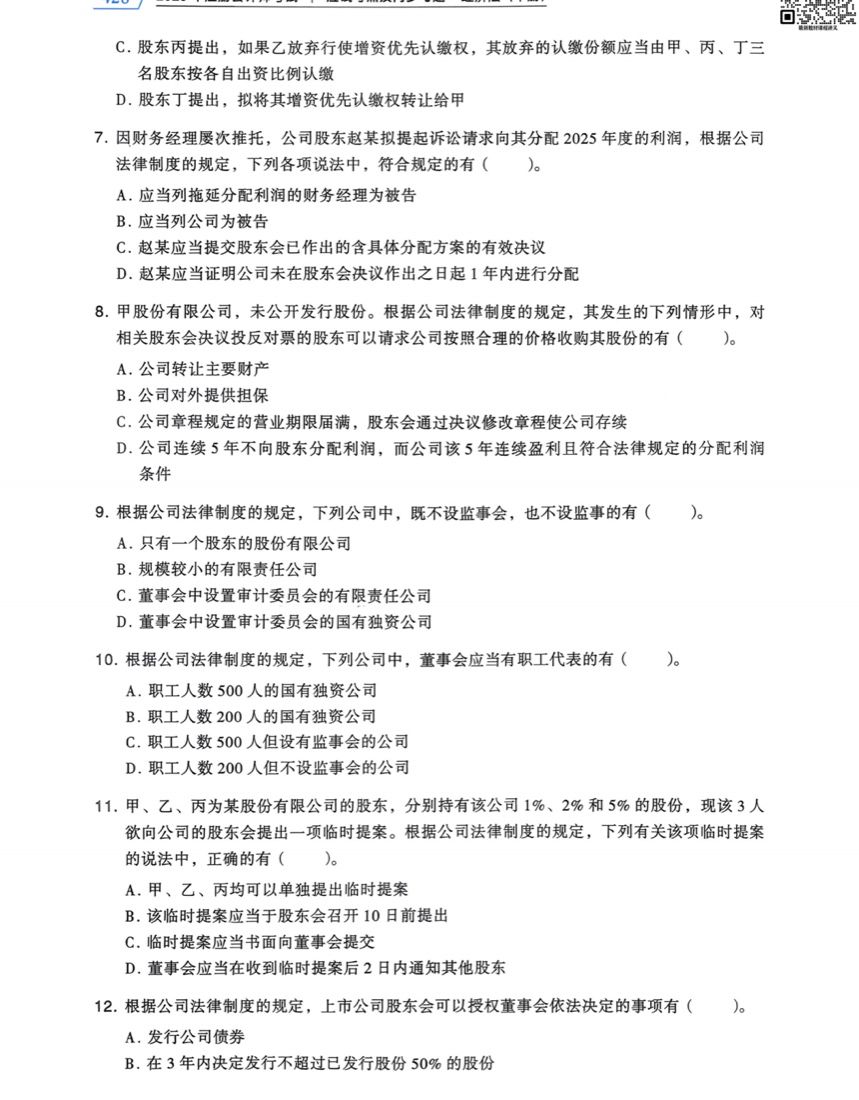 C. 股东丙提出，如果乙放弃行使增资优先认缴权，其放弃的认缴份额应当由甲、丙、丁三
名股东按各自出资比例认缴
D. 股东丁提出，拟将其增资优先认缴权转让给甲
7. 因财务经理屡次推托，公司股东赵某拟提起诉讼请求向其分配 2025 年度的利润，根据公司
法律制度的规定，下列各项说法中，符合规定的有（　　）。
A. 应当列拖延分配利润的财务经理为被告
B. 应当列公司为被告
C. 赵某应当提交股东会已作出的含具体分配方案的有效决议
D. 赵某应当证明公司未在股东会决议作出之日起 1 年内进行分配
8. 甲股份有限公司，未公开发行股份。根据公司法律制度的规定，其发生的下列情形中，对
相关股东会决议投反对票的股东可以请求公司按照合理的价格收购其股份的有（　　）。
A. 公司转让主要财产
B. 公司对外提供担保
C. 公司章程规定的营业期限届满，股东会通过决议修改章程使公司存续
D. 公司连续 5 年不向股东分配利润，而公司该 5 年连续盈利且符合法律规定的分配利润
条件
9. 根据公司法律制度的规定，下列公司中，既不设监事会，也不设监事的有（　　）。
A. 只有一个股东的股份有限公司
B. 规模较小的有限责任公司
C. 董事会中设置审计委员会的有限责任公司
D. 董事会中设置审计委员会的国有独资公司
10. 根据公司法律制度的规定，下列公司中，董事会应当有职工代表的有（　　）。
A. 职工人数 500 人的国有独资公司
B. 职工人数 200 人的国有独资公司
C. 职工人数 500 人但设有监事会的公司
D. 职工人数 200 人但不设监事会的公司
11. 甲、乙、丙为某股份有限公司的股东，分别持有该公司 1%、2% 和 5% 的股份，现该 3 人
欲向公司的股东会提出一项临时提案。根据公司法律制度的规定，下列有关该项临时提案
的说法中，正确的有（　　）。
A. 甲、乙、丙均可以单独提出临时提案
B. 该临时提案应当于股东会召开 10 日前提出
C. 临时提案应当书面向董事会提交
D. 董事会应当在收到临时提案后 2 日内通知其他股东
12. 根据公司法律制度的规定，上市公司股东会可以授权董事会依法决定的事项有（　　）。
A. 发行公司债券
B. 在 3 年内决定发行不超过已发行股份 50% 的股份